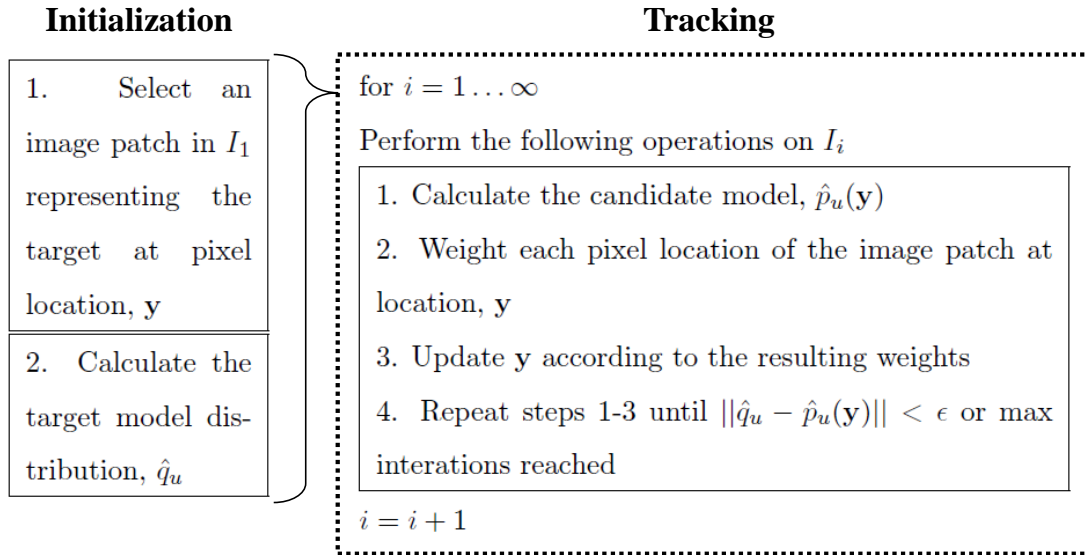 Initialization
1. Select an
image patch in I₁
representing the
target at pixel
location, y
2. Calculate the
target model dis-
tribution, q̂ᵤ
Tracking
for i = 1 … ∞
Perform the following operations on Iᵢ
1. Calculate the candidate model, p̂ᵤ(y)
2. Weight each pixel location of the image patch at
location, y
3. Update y according to the resulting weights
4. Repeat steps 1-3 until ||q̂ᵤ − p̂ᵤ(y)|| < ϵ or max
interations reached
i = i + 1